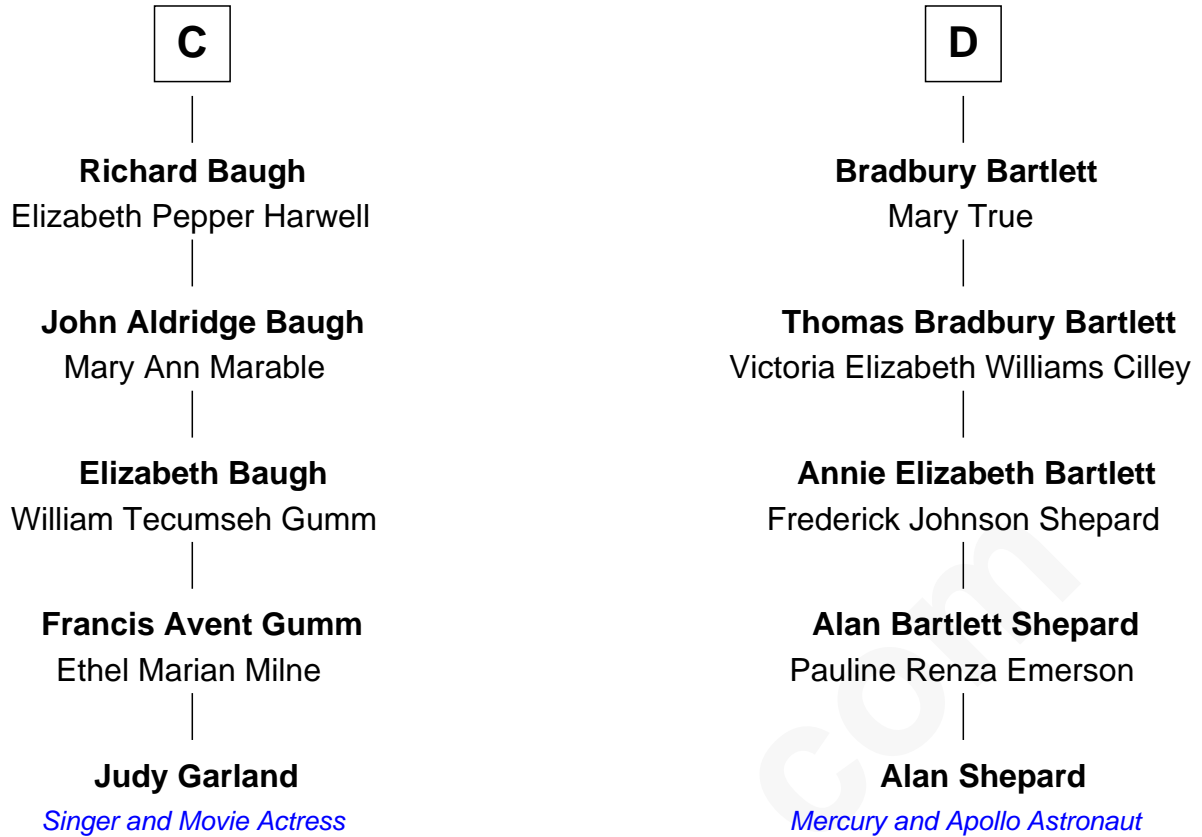 C
Richard Baugh
Elizabeth Pepper Harwell
John Aldridge Baugh
Mary Ann Marable
Elizabeth Baugh
William Tecumseh Gumm
Francis Avent Gumm
Ethel Marian Milne
Judy Garland
Singer and Movie Actress
D
Bradbury Bartlett
Mary True
Thomas Bradbury Bartlett
Victoria Elizabeth Williams Cilley
Annie Elizabeth Bartlett
Frederick Johnson Shepard
Alan Bartlett Shepard
Pauline Renza Emerson
Alan Shepard
Mercury and Apollo Astronaut
com